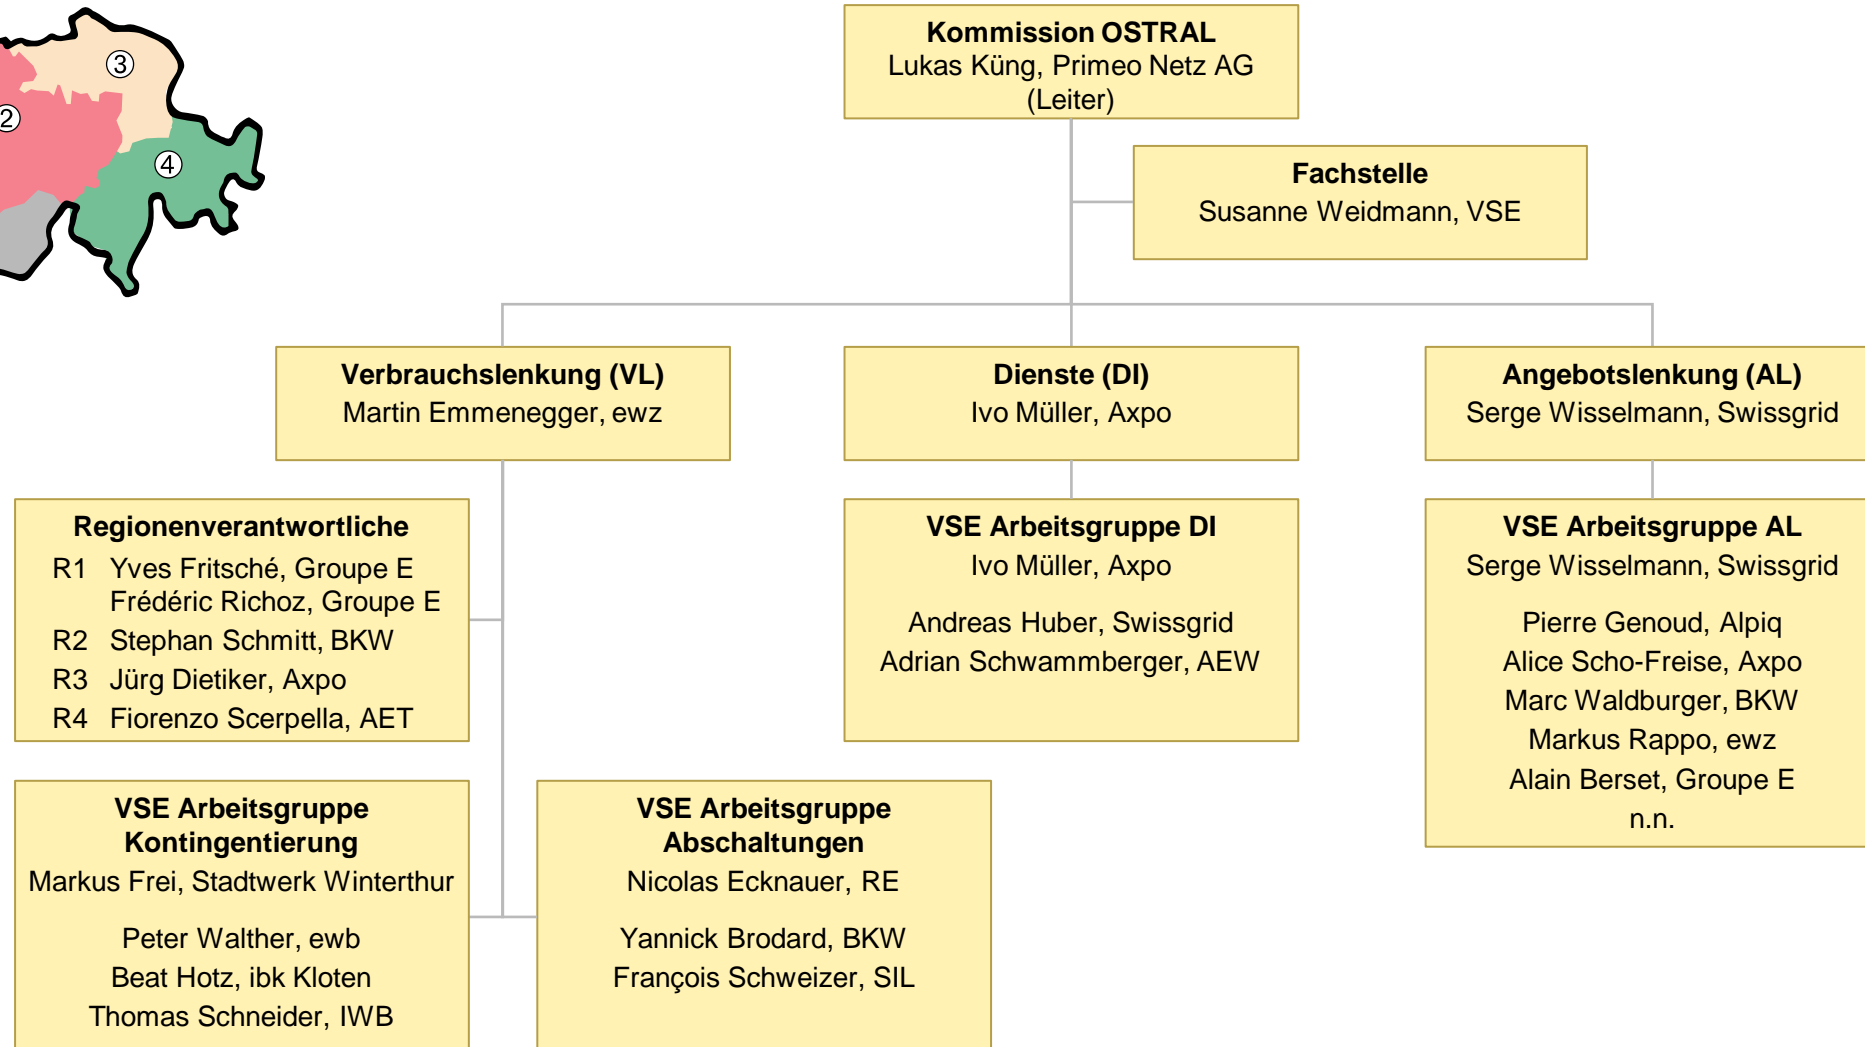 3
2
4
Kommission OSTRAL
Lukas Küng, Primeo Netz AG
(Leiter)
Fachstelle
Susanne Weidmann, VSE
Verbrauchslenkung (VL)
Martin Emmenegger, ewz
Dienste (DI)
Ivo Müller, Axpo
Angebotslenkung (AL)
Serge Wisselmann, Swissgrid
Regionenverantwortliche
R1 Yves Fritsché, Groupe E
Frédéric Richoz, Groupe E
R2 Stephan Schmitt, BKW
R3 Jürg Dietiker, Axpo
R4 Fiorenzo Scerpella, AET
VSE Arbeitsgruppe DI
Ivo Müller, Axpo
Andreas Huber, Swissgrid
Adrian Schwammberger, AEW
VSE Arbeitsgruppe AL
Serge Wisselmann, Swissgrid
Pierre Genoud, Alpiq
Alice Scho-Freise, Axpo
Marc Waldburger, BKW
Markus Rappo, ewz
Alain Berset, Groupe E
n.n.
VSE Arbeitsgruppe
Kontingentierung
Markus Frei, Stadtwerk Winterthur
Peter Walther, ewb
Beat Hotz, ibk Kloten
Thomas Schneider, IWB
VSE Arbeitsgruppe
Abschaltungen
Nicolas Ecknauer, RE
Yannick Brodard, BKW
François Schweizer, SIL